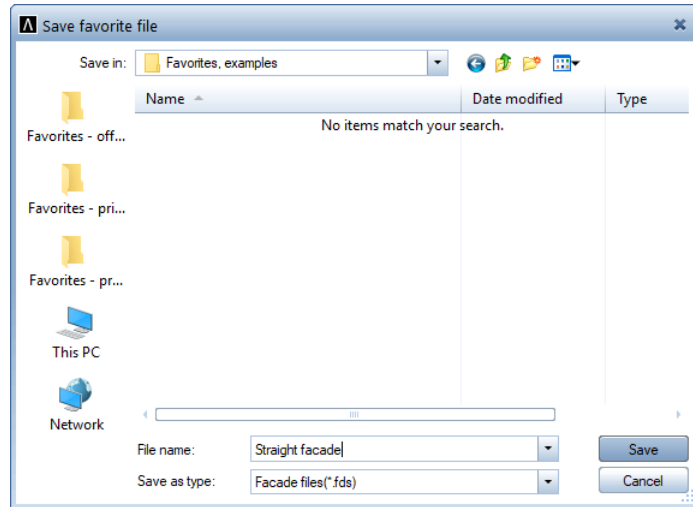 Save favorite file
Save in: Favorites, examples
Name Date modified Type
No items match your search.
Favorites - off...
Favorites - pri...
Favorites - pr...
This PC
Network
File name: Straight facade Save
Save as type: Facade files(*.fds) Cancel